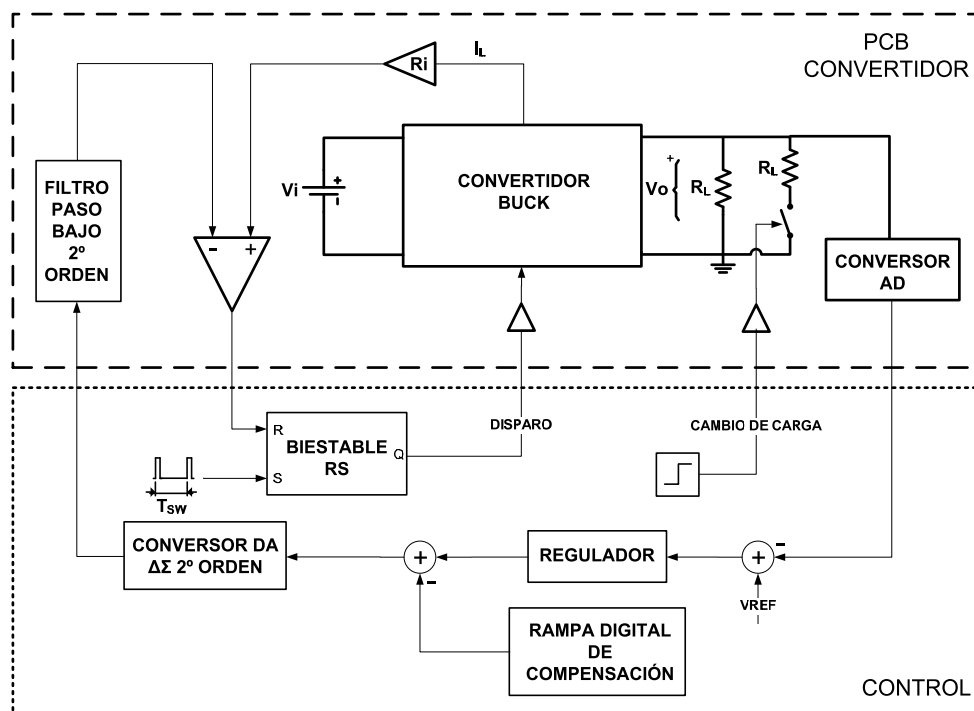 PCB
CONVERTIDOR
IL
Ri
FILTRO
PASO
BAJO
2º
ORDEN
- +
Vi
+
-
CONVERTIDOR
BUCK
+
Vo
RL
RL
CONVERSOR
AD
DISPARO
CAMBIO DE CARGA
R
S
Q
BIESTABLE
RS
TSW
CONVERSOR DA
ΔΣ 2º ORDEN
+
-
REGULADOR
+
-
VREF
RAMPA DIGITAL
DE
COMPENSACIÓN
CONTROL